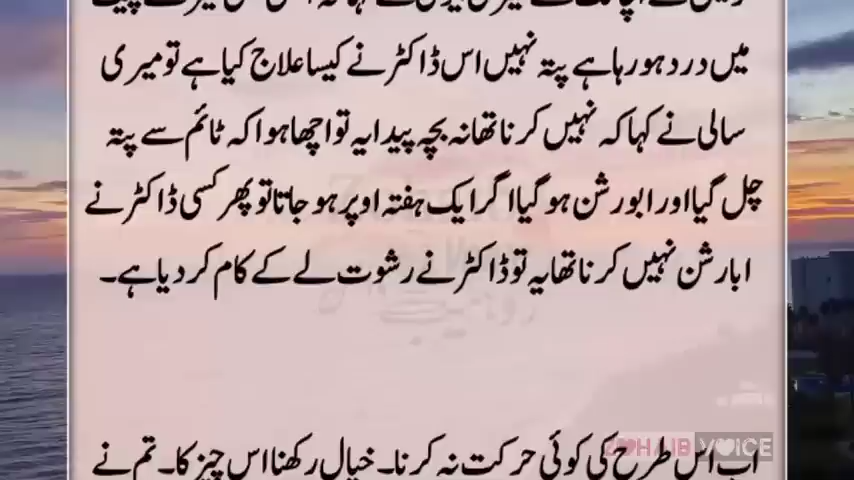 میں درد ہو رہا ہے پتہ نہیں اس ڈاکٹر نے کیسا علاج کیا ہے تو میری
سالی نے کہا کہ نہیں کرنا تھا نہ بچہ پیدا یہ تو اچھا ہوا کہ ٹائم سے پتہ
چل گیا اور ابورشن ہو گیا اگر ایک ہفتہ اوپر ہو جاتا تو پھر کسی ڈاکٹر نے
ابارشن نہیں کرنا تھا یہ تو ڈاکٹر نے رشوت لے کے کام کر دیا ہے۔
اب اس طرح کی کوئی حرکت نہ کرنا۔ خیال رکھنا اس چیز کا۔ تم نے
ZOHAIB VOICE